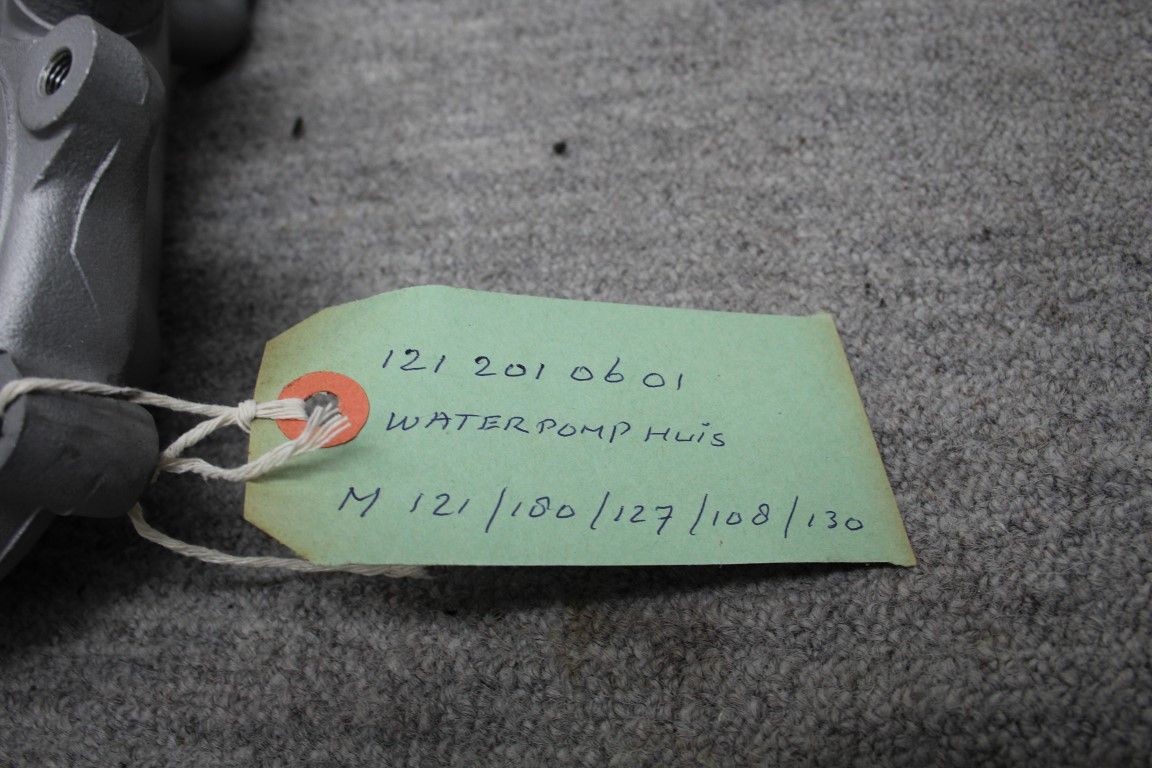 121 201 06 01
WATERPOMP HUiS
M 121/180/127/108/130